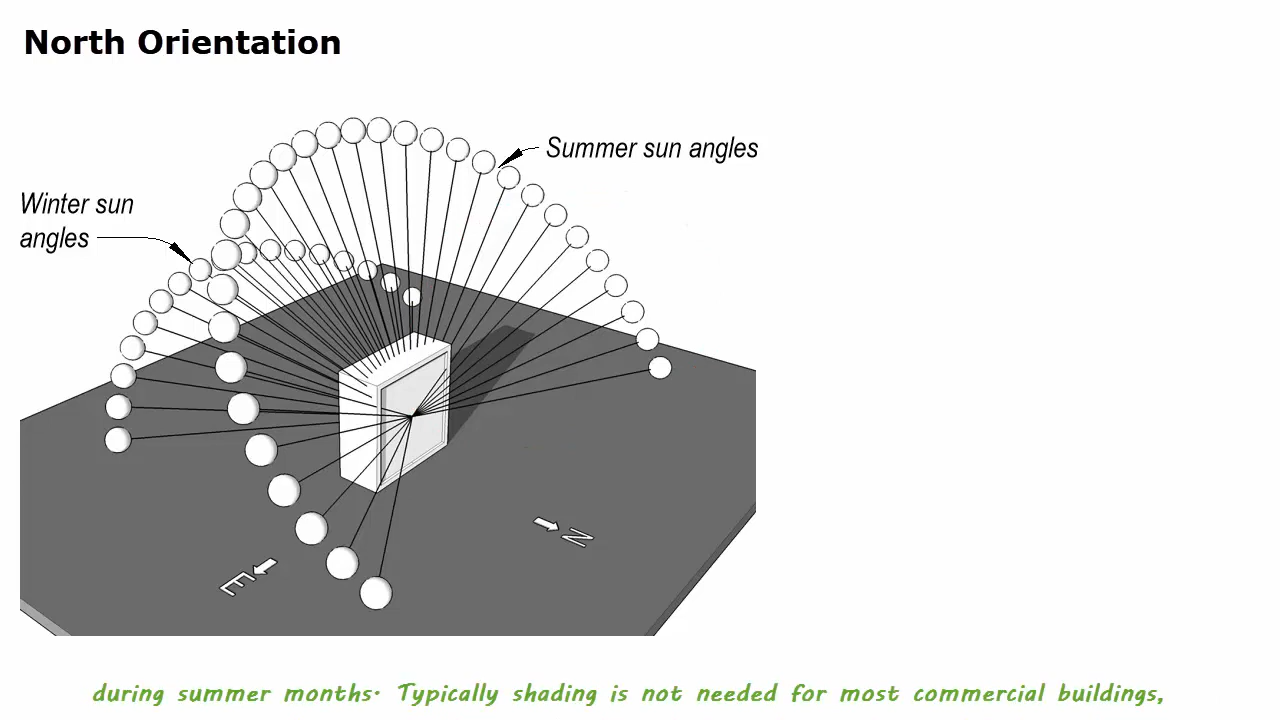 North Orientation
Summer sun angles
Winter sun
angles
N
E
during summer months. Typically shading is not needed for most commercial buildings,